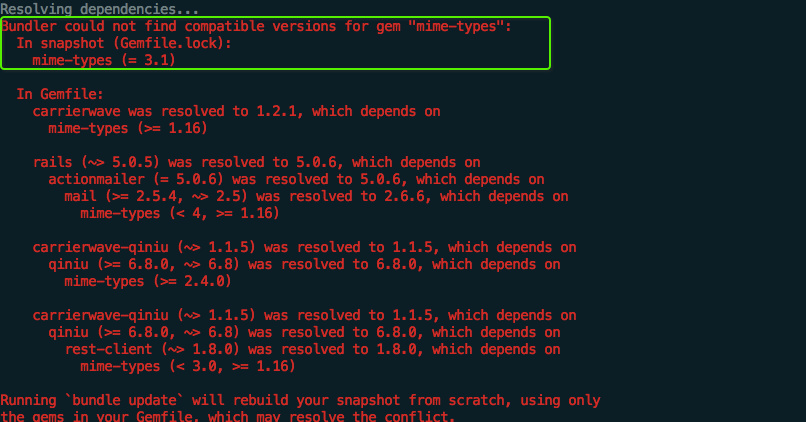 Resolving dependencies...
Bundler could not find compatible versions for gem "mime-types":
  In snapshot (Gemfile.lock):
    mime-types (= 3.1)

  In Gemfile:
    carrierwave was resolved to 1.2.1, which depends on
      mime-types (>= 1.16)

    rails (~> 5.0.5) was resolved to 5.0.6, which depends on
      actionmailer (= 5.0.6) was resolved to 5.0.6, which depends on
        mail (>= 2.5.4, ~> 2.5) was resolved to 2.6.6, which depends on
          mime-types (< 4, >= 1.16)

    carrierwave-qiniu (~> 1.1.5) was resolved to 1.1.5, which depends on
      qiniu (>= 6.8.0, ~> 6.8) was resolved to 6.8.0, which depends on
        mime-types (>= 2.4.0)

    carrierwave-qiniu (~> 1.1.5) was resolved to 1.1.5, which depends on
      qiniu (>= 6.8.0, ~> 6.8) was resolved to 6.8.0, which depends on
        rest-client (~> 1.8.0) was resolved to 1.8.0, which depends on
          mime-types (< 3.0, >= 1.16)

Running `bundle update` will rebuild your snapshot from scratch, using only
the gems in your Gemfile, which may resolve the conflict.